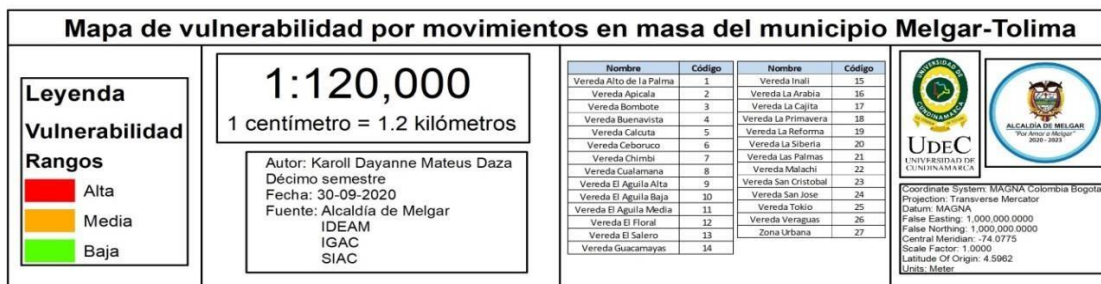 Mapa de vulnerabilidad por movimientos en masa del municipio Melgar-Tolima
Leyenda
Vulnerabilidad
Rangos
Alta
Media
Baja
1:120,000
1 centímetro = 1.2 kilómetros
Autor: Karoll Dayanne Mateus Daza
Décimo semestre
Fecha: 30-09-2020
Fuente: Alcaldía de Melgar
IDEAM
IGAC
SIAC
Nombre Código
Vereda Alto de la Palma 1
Vereda Apicala 2
Vereda Bombote 3
Vereda Buenavista 4
Vereda Calcuta 5
Vereda Ceboruco 6
Vereda Chimbi 7
Vereda Cualamana 8
Vereda El Aguila Alta 9
Vereda El Aguila Baja 10
Vereda El Aguila Media 11
Vereda El Floral 12
Vereda El Salero 13
Vereda Guacamayas 14
Nombre Código
Vereda Inali 15
Vereda La Arabia 16
Vereda La Cajita 17
Vereda La Primavera 18
Vereda La Reforma 19
Vereda La Siberia 20
Vereda Las Palmas 21
Vereda Malachi 22
Vereda San Cristobal 23
Vereda San Jose 24
Vereda Tokio 25
Vereda Veraguas 26
Zona Urbana 27
UNIVERSIDAD DE
CUNDINAMARCA
UDEC
UNIVERSIDAD DE
CUNDINAMARCA
ALCALDÍA DE MELGAR
"Por Amor a Melgar"
2020 - 2023
Coordinate System: MAGNA Colombia Bogota
Projection: Transverse Mercator
Datum: MAGNA
False Easting: 1,000,000.0000
False Northing: 1,000,000.0000
Central Meridian: -74.0775
Scale Factor: 1.0000
Latitude Of Origin: 4.5962
Units: Meter